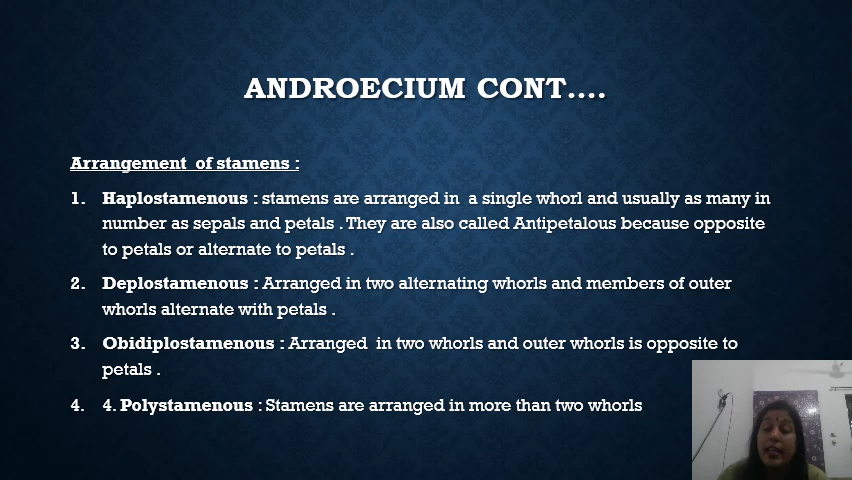 ANDROECIUM CONT....
Arrangement of stamens :
1. Haplostamenous : stamens are arranged in a single whorl and usually as many in
number as sepals and petals . They are also called Antipetalous because opposite
to petals or alternate to petals .
2. Deplostamenous : Arranged in two alternating whorls and members of outer
whorls alternate with petals .
3. Obidiplostamenous : Arranged in two whorls and outer whorls is opposite to
petals .
4. 4. Polystamenous : Stamens are arranged in more than two whorls